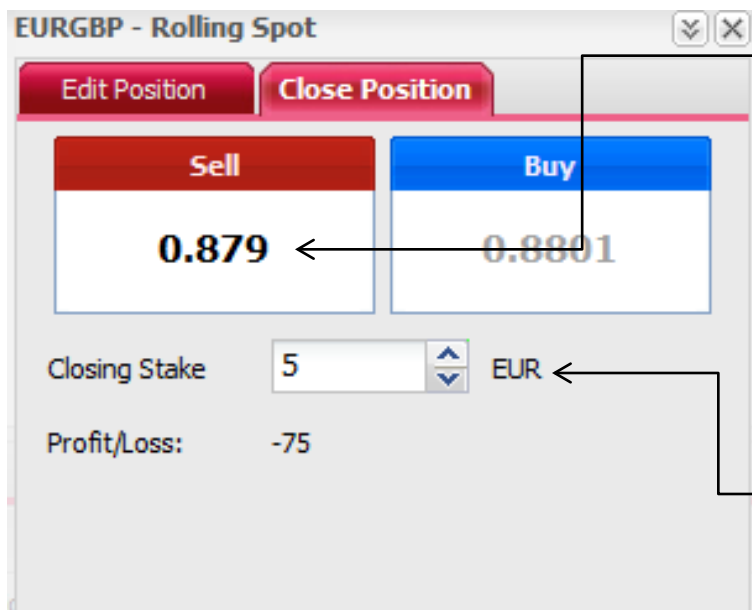 EURGBP - Rolling Spot
Edit Position Close Position
Sell Buy
0.879 0.8801
Closing Stake 5 EUR
Profit/Loss: -75